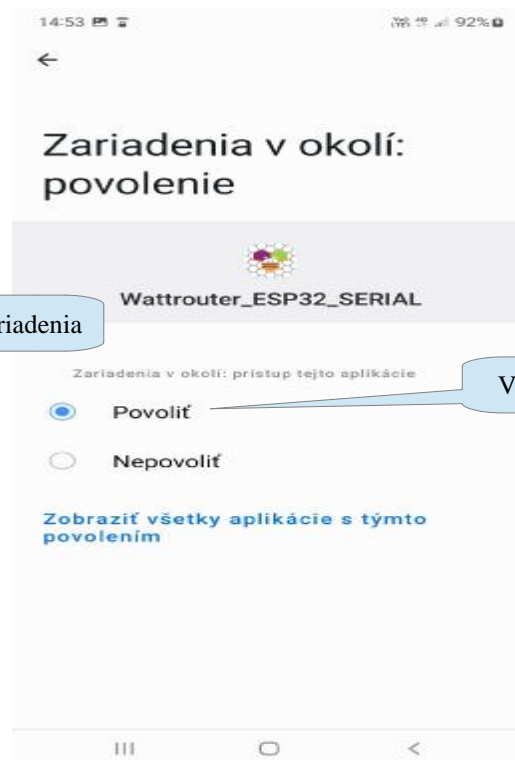 14:53 92%
Zariadenia v okolí:
povolenie
Wattrouter_ESP32_SERIAL
riadenia
Zariadenia v okolí: prístup tejto aplikácie
V
Povoliť
Nepovoliť
Zobraziť všetky aplikácie s týmto
povolením